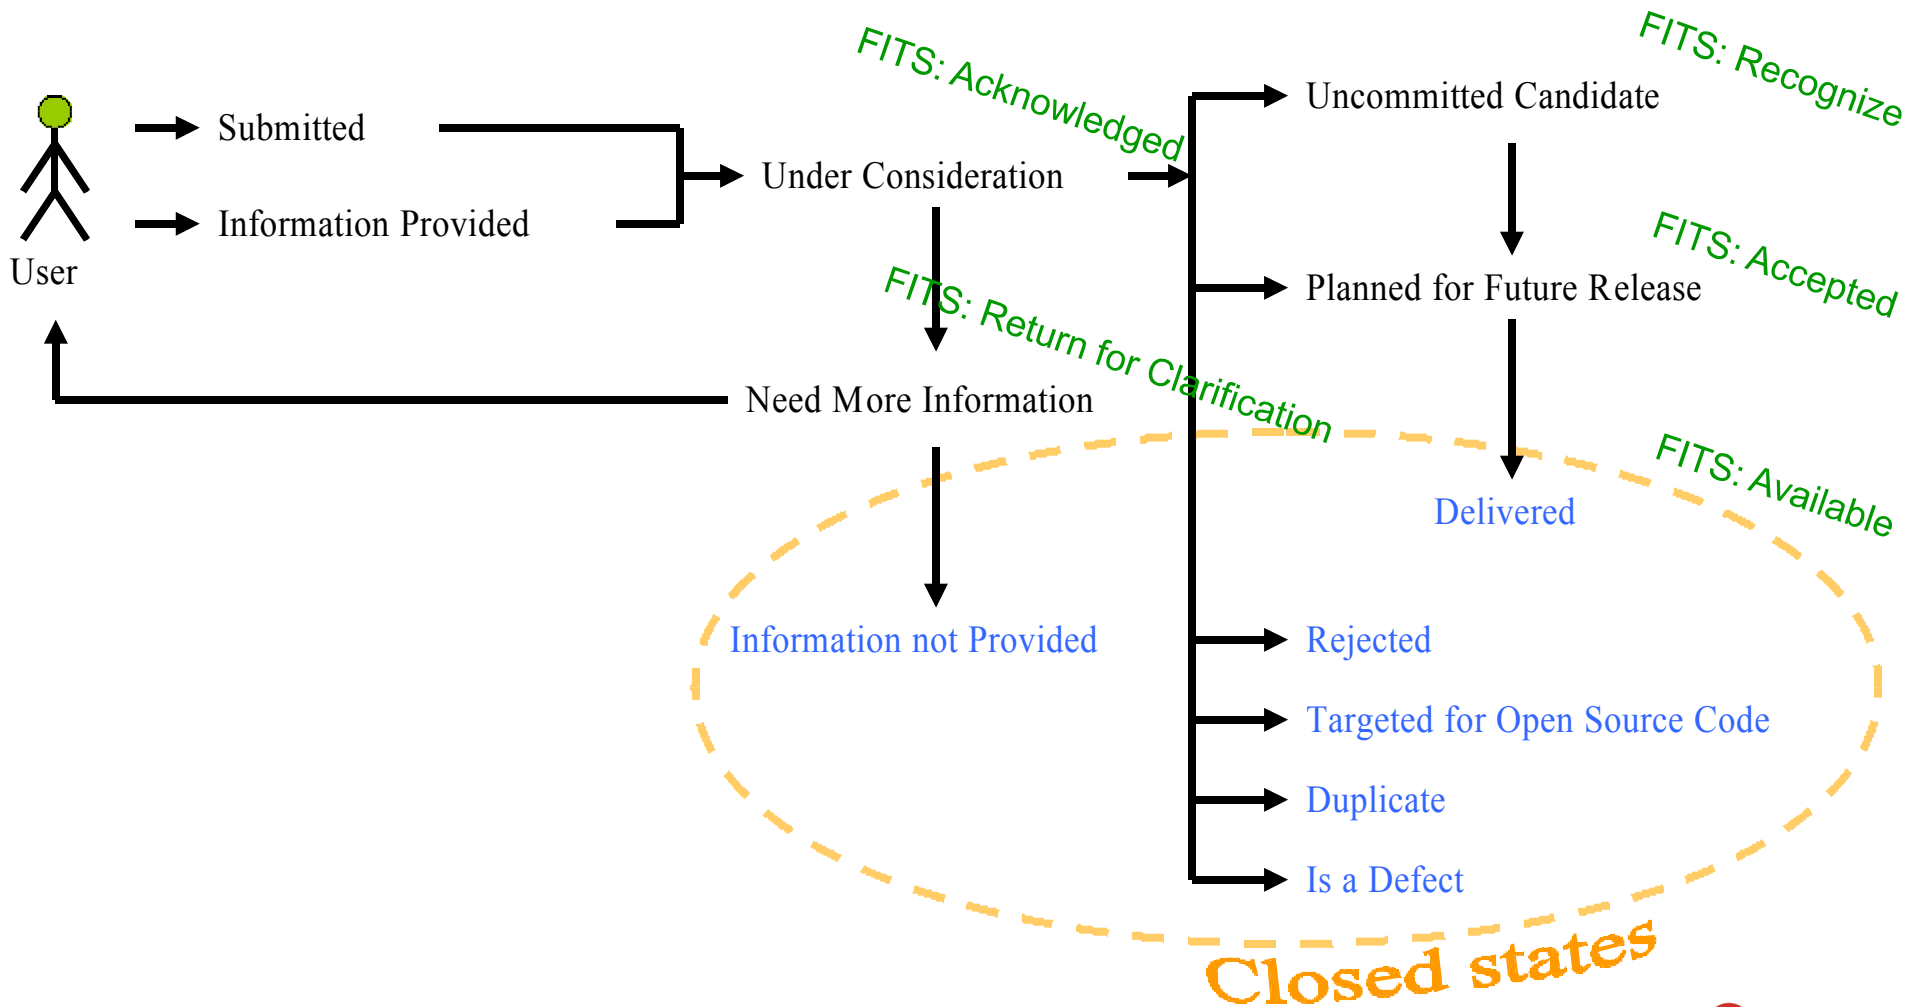 FITS: Acknowledged
FITS: Recognize
Uncommitted Candidate
Submitted
Under Consideration
Information Provided
User
FITS: Accepted
Planned for Future Release
FITS: Return for Clarification
Need More Information
FITS: Available
Delivered
Information not Provided
Rejected
Targeted for Open Source Code
Duplicate
Is a Defect
Closed states